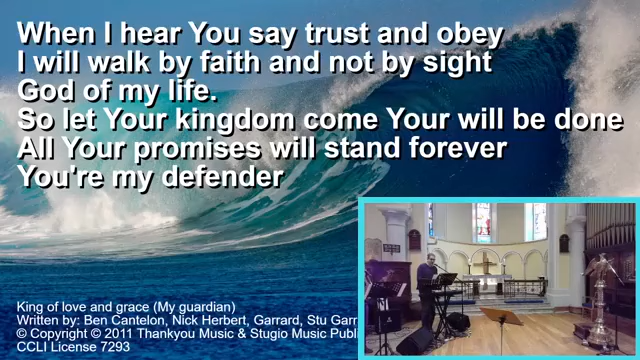 When I hear You say trust and obey
I will walk by faith and not by sight
God of my life.
So let Your kingdom come Your will be done
All Your promises will stand forever
You're my defender
King of love and grace (My guardian)
Written by: Ben Cantelon, Nick Herbert, Garrard, Stu Garr
© Copyright © 2011 Thankyou Music & Stugio Music Publ
CCLI License 7293